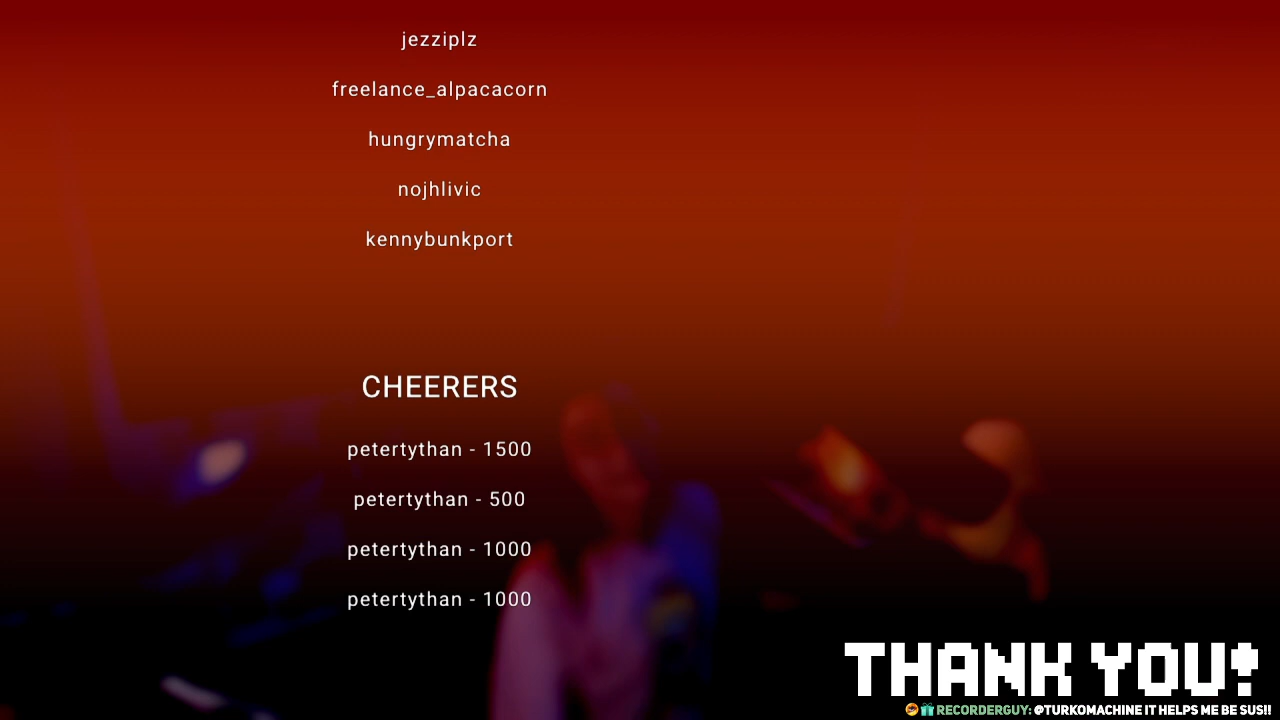 jezziplz
freelance_alpacacorn
hungrymatcha
nojhlivic
kennybunkport
CHEERERS
petertythan - 1500
petertythan - 500
petertythan - 1000
petertythan - 1000
THANK YOU!
RECORDERGUY: @TURKOMACHINE IT HELPS ME BE SUS!!